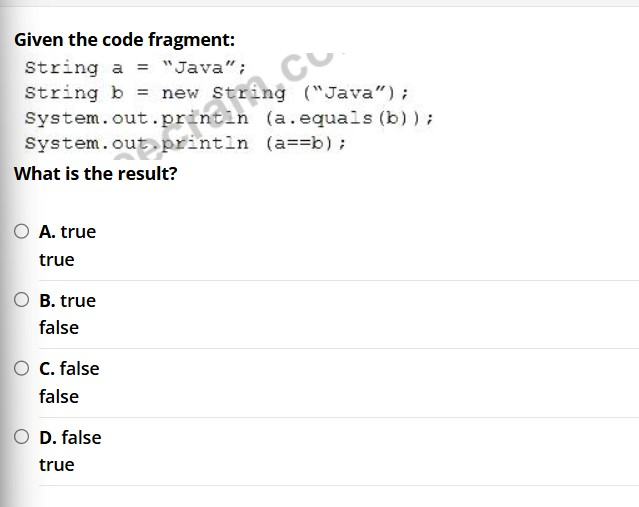 Given the code fragment:
String a = “Java”;
String b = new String (“Java”);
System.out.println (a.equals(b));
System.out.println (a==b);
What is the result?
A. true
true
B. true
false
C. false
false
D. false
true